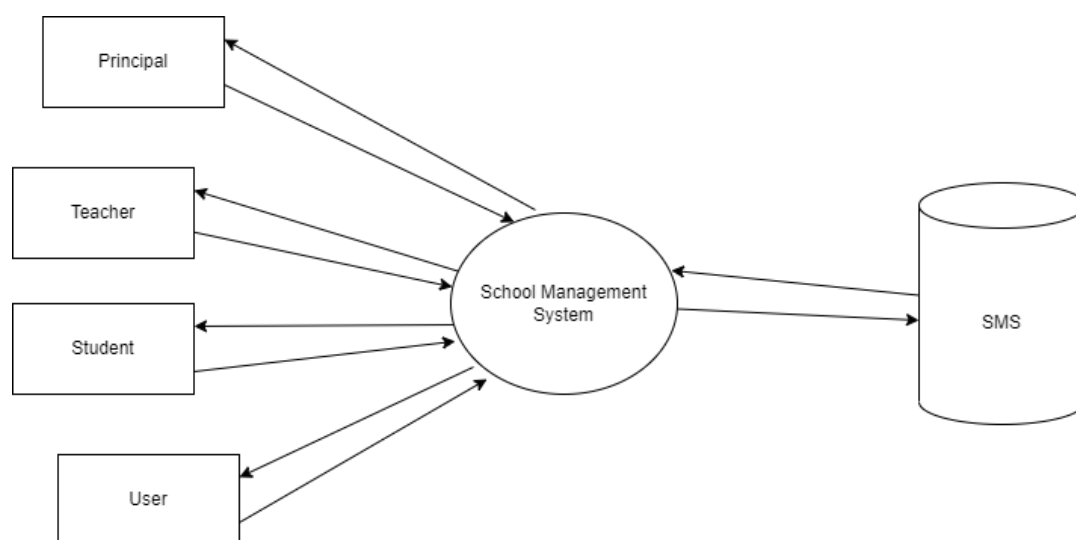 Principal
Teacher
School Management
System
SMS
Student
User